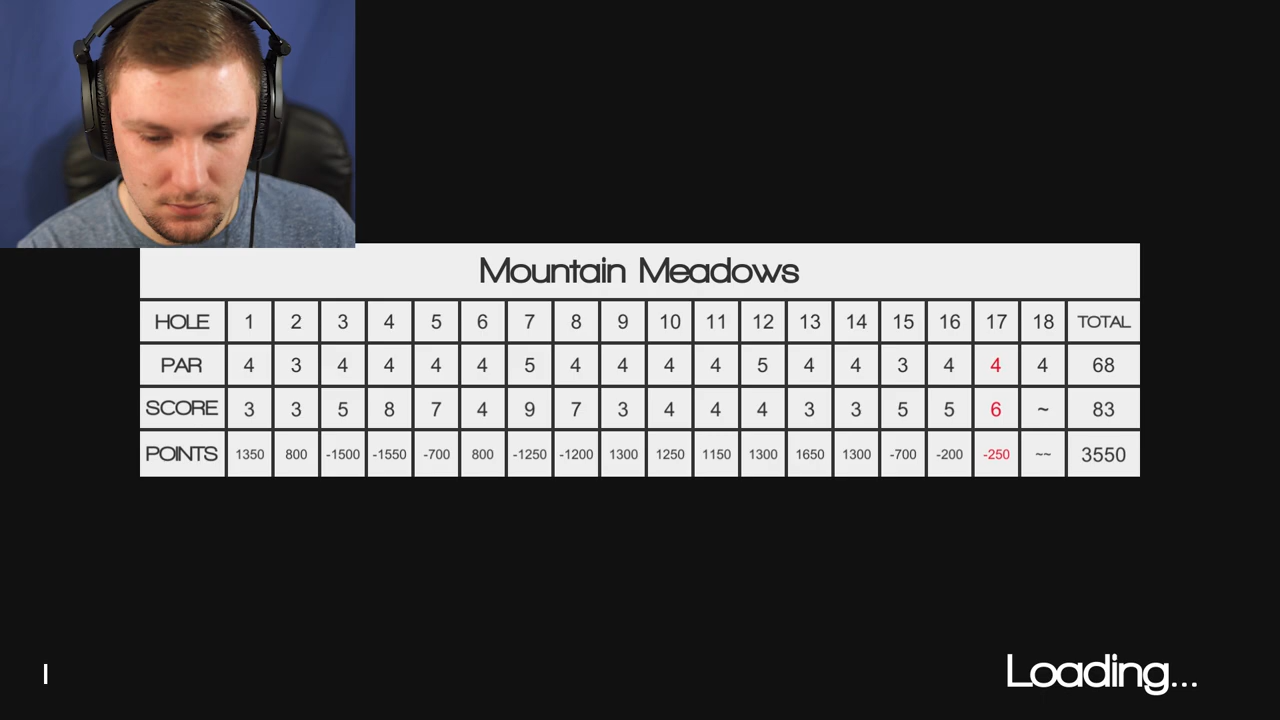 Mountain Meadows
HOLE 1 2 3 4 5 6 7 8 9 10 11 12 13 14 15 16 17 18 TOTAL
PAR 4 3 4 4 4 4 5 4 4 4 4 5 4 4 3 4 4 4 68
SCORE 3 3 5 8 7 4 9 7 3 4 4 4 3 3 5 5 6 ~ 83
POINTS 1350 800 -1500 -1550 -700 800 -1250 -1200 1300 1250 1150 1300 1650 1300 -700 -200 -250 ~~ 3550
Loading...